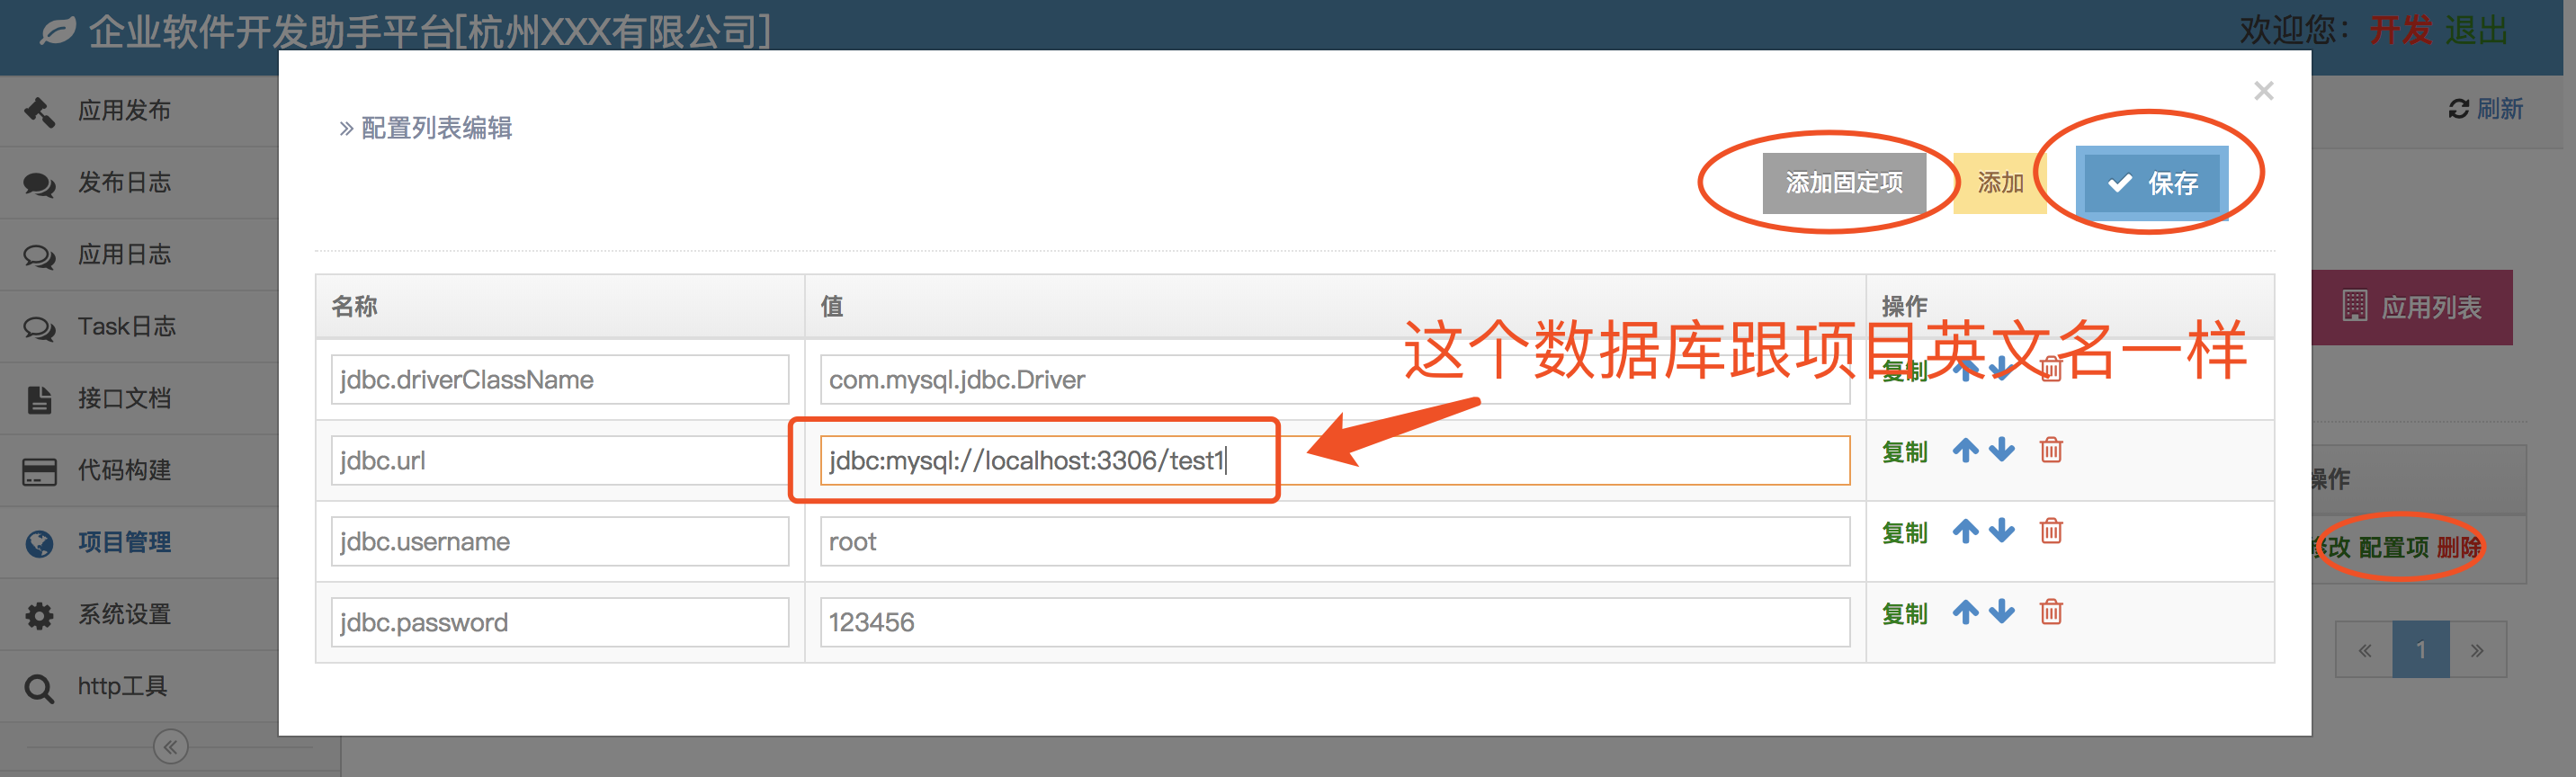 企业软件开发助手平台[杭州XXX有限公司]
欢迎您：开发 退出
应用发布
发布日志
应用日志
Task日志
接口文档
代码构建
项目管理
系统设置
http工具
刷新
应用列表
操作
修改 配置项 删除
« 1 »
» 配置列表编辑
×
添加固定项 添加 保存
名称 值 操作
这个数据库跟项目英文名一样
jdbc.driverClassName com.mysql.jdbc.Driver 复制
jdbc.url jdbc:mysql://localhost:3306/test1 复制
jdbc.username root 复制
jdbc.password 123456 复制